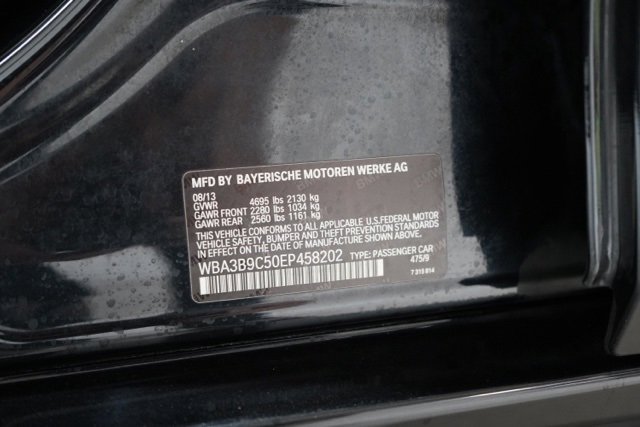 MFD BY BAYERISCHE MOTOREN WERKE AG
08/13
GVWR 4695 lbs 2130 kg
GAWR FRONT 2280 lbs 1034 kg
GAWR REAR 2560 lbs 1161 kg
THIS VEHICLE CONFORMS TO ALL APPLICABLE U.S.FEDERAL MOTOR
VEHICLE SAFETY, BUMPER AND THEFT PREVENTION STANDARDS
IN EFFECT ON THE DATE OF MANUFACTURE SHOWN ABOVE.
WBA3B9C50EP458202 TYPE: PASSENGER CAR
475/9
7 315 814